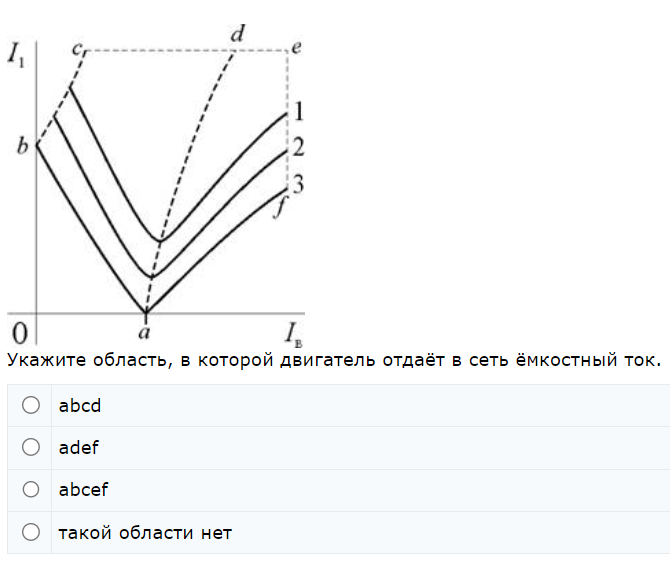 d
I₁ c e
1
b 2
3
f
0 a Iв
Укажите область, в которой двигатель отдаёт в сеть ёмкостный ток.
abcd
adef
abcef
такой области нет